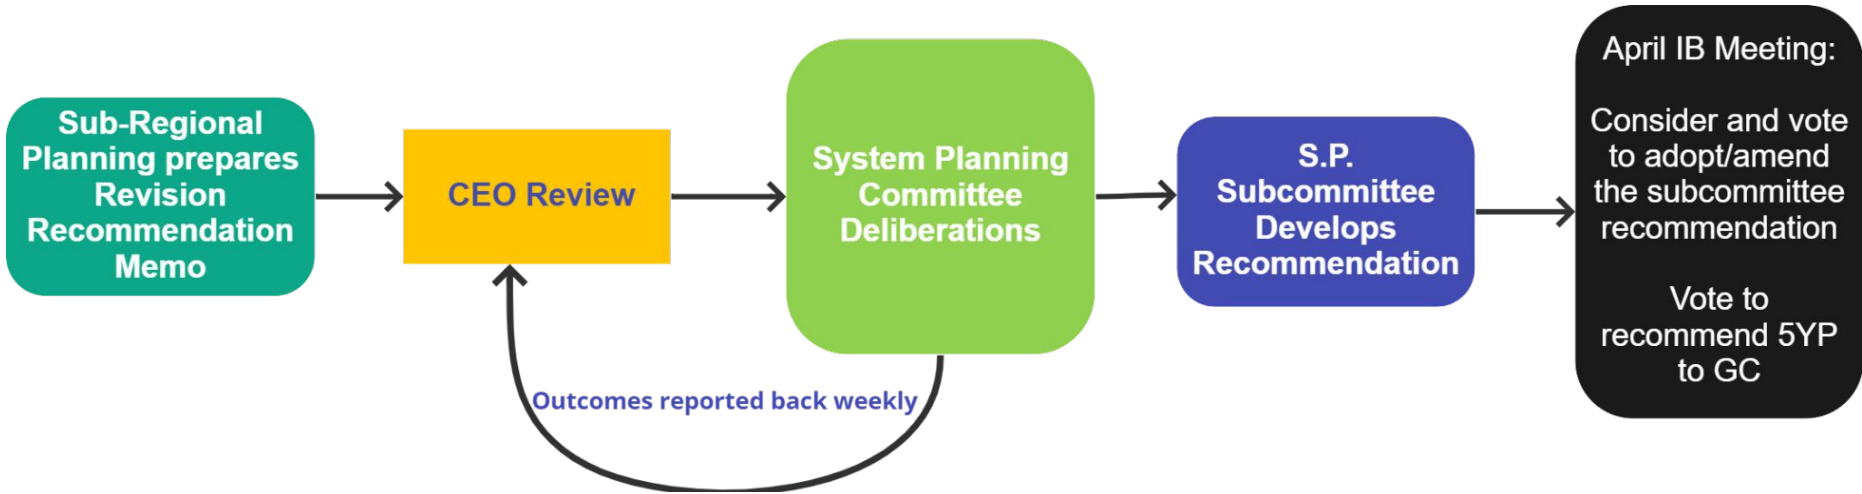 Sub-Regional
Planning prepares
Revision
Recommendation
Memo
CEO Review
System Planning
Committee
Deliberations
S.P.
Subcommittee
Develops
Recommendation
April IB Meeting:
Consider and vote
to adopt/amend
the subcommittee
recommendation
Vote to
recommend 5YP
to GC
Outcomes reported back weekly